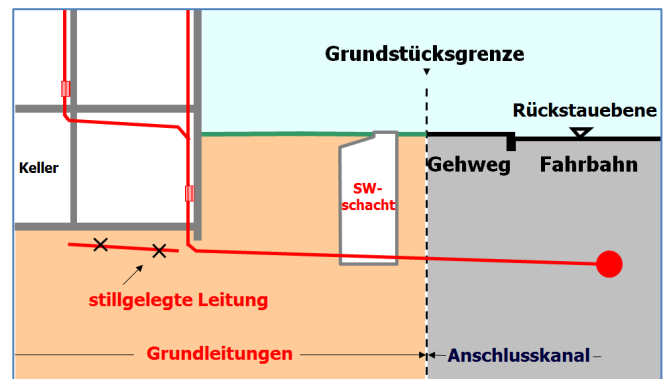 Grundstücksgrenze
Rückstauebene
Keller
SW-
schacht
Gehweg
Fahrbahn
stillgelegte Leitung
Grundleitungen
Anschlusskanal